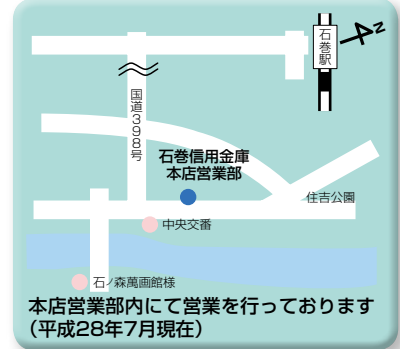 石巻駅
N
国道398号
石巻信用金庫
本店営業部
住吉公園
中央交番
石ノ森萬画館様
本店営業部内にて営業を行っております
（平成28年7月現在）